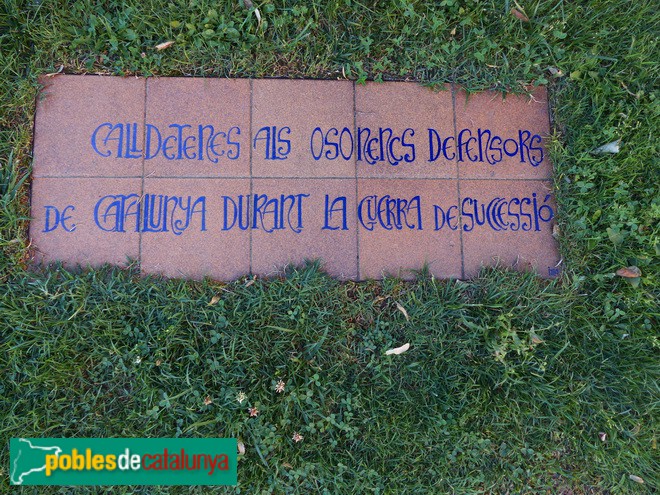 CALLDETENES ALS OSONENCS DEFENSORS
DE CATALUNYA DURANT LA GUERRA DE SUCCESSIÓ
poblesdecatalunya